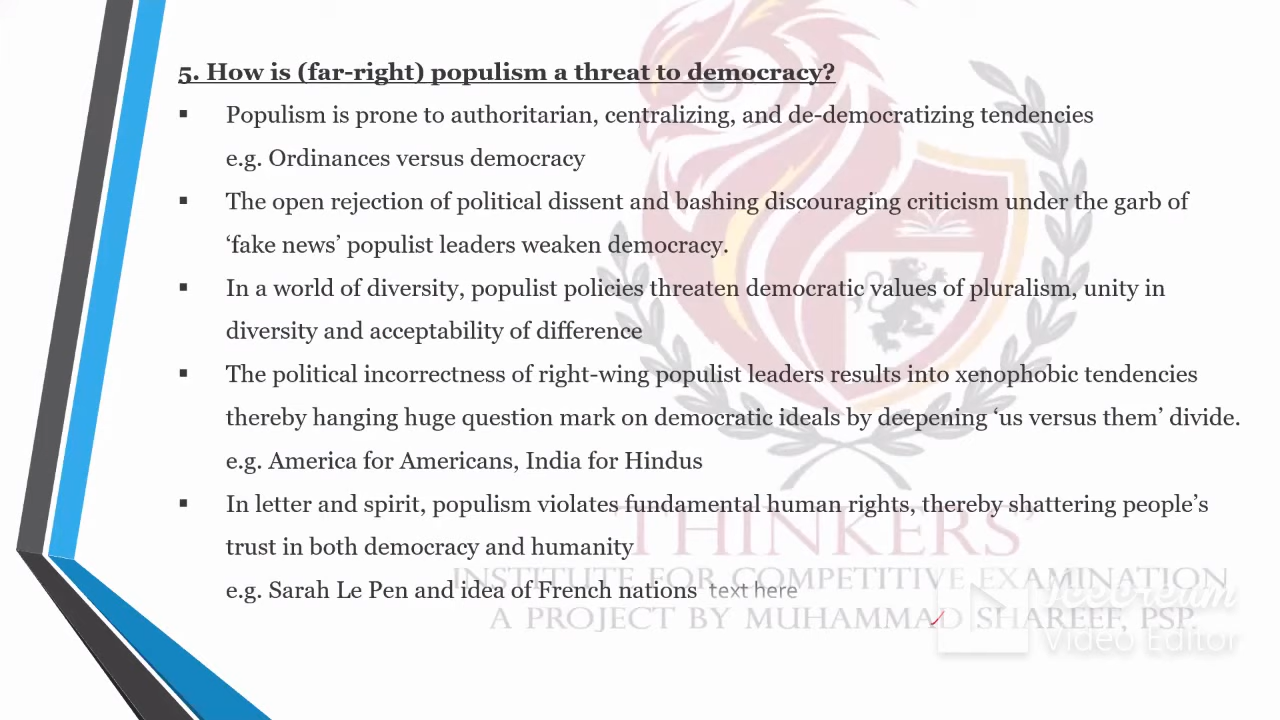 5. How is (far-right) populism a threat to democracy?
▪ Populism is prone to authoritarian, centralizing, and de-democratizing tendencies
e.g. Ordinances versus democracy
▪ The open rejection of political dissent and bashing discouraging criticism under the garb of
‘fake news’ populist leaders weaken democracy.
▪ In a world of diversity, populist policies threaten democratic values of pluralism, unity in
diversity and acceptability of difference
▪ The political incorrectness of right-wing populist leaders results into xenophobic tendencies
thereby hanging huge question mark on democratic ideals by deepening ‘us versus them’ divide.
e.g. America for Americans, India for Hindus
▪ In letter and spirit, populism violates fundamental human rights, thereby shattering people’s
trust in both democracy and humanity
e.g. Sarah Le Pen and idea of French nations text here
THINKERS’
INSTITUTE FOR COMPETITIVE EXAMINATION
A PROJECT BY MUHAMMAD SHAREEF, PSP.
Icecream
Video Editor